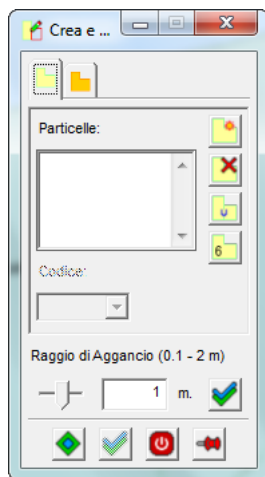 Crea e ...
Particelle:
6
Codice:
Raggio di Aggancio (0.1 - 2 m)
1 m.